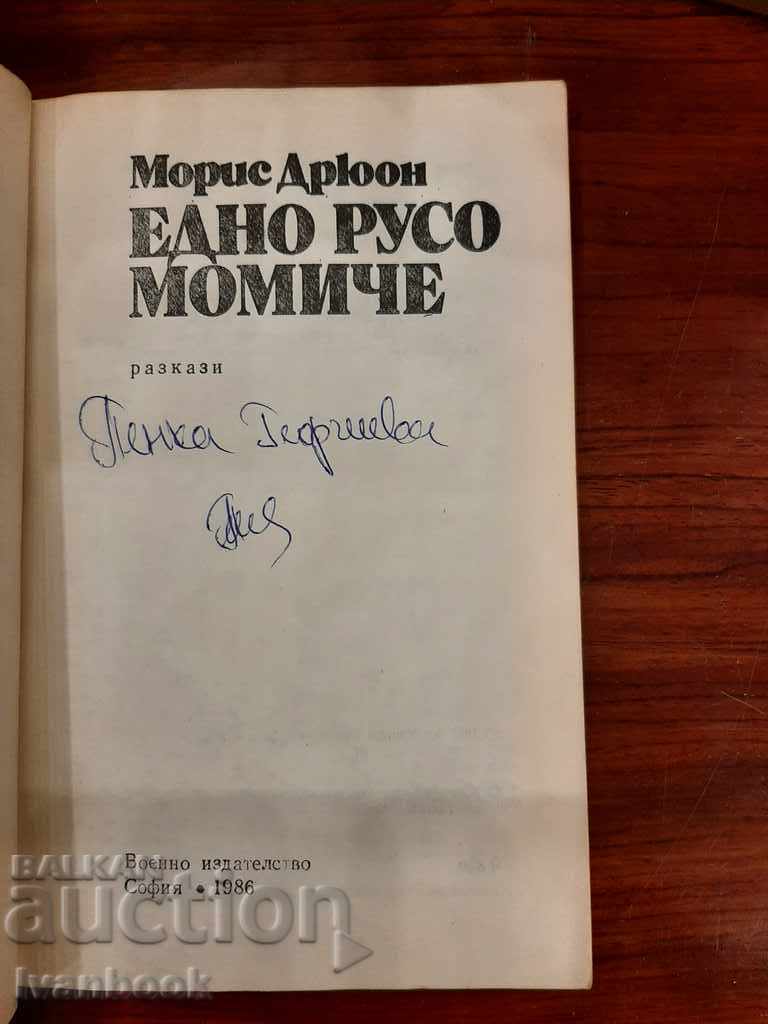 Морис Дрюон
ЕДНО РУСО
МОМИЧЕ
разкази
Пенка Георгиева
Военно издателство
София • 1986
BALKAN
auction
Ivanbook